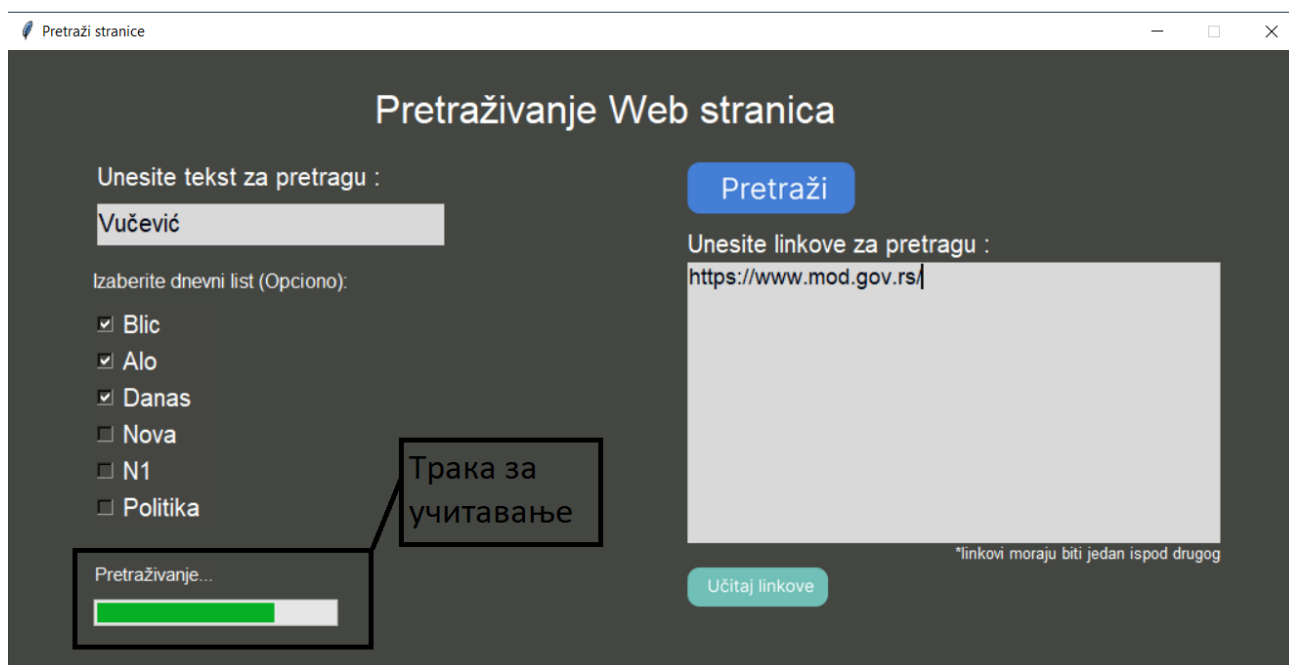 Pretraži stranice
Pretraživanje Web stranica
Unesite tekst za pretragu :
Vučević
Izaberite dnevni list (Opciono):
Blic
Alo
Danas
Nova
N1
Politika
Трака за
учитавање
Pretraživanje...
Pretraži
Unesite linkove za pretragu :
https://www.mod.gov.rs/
*linkovi moraju biti jedan ispod drugog
Učitaj linkove